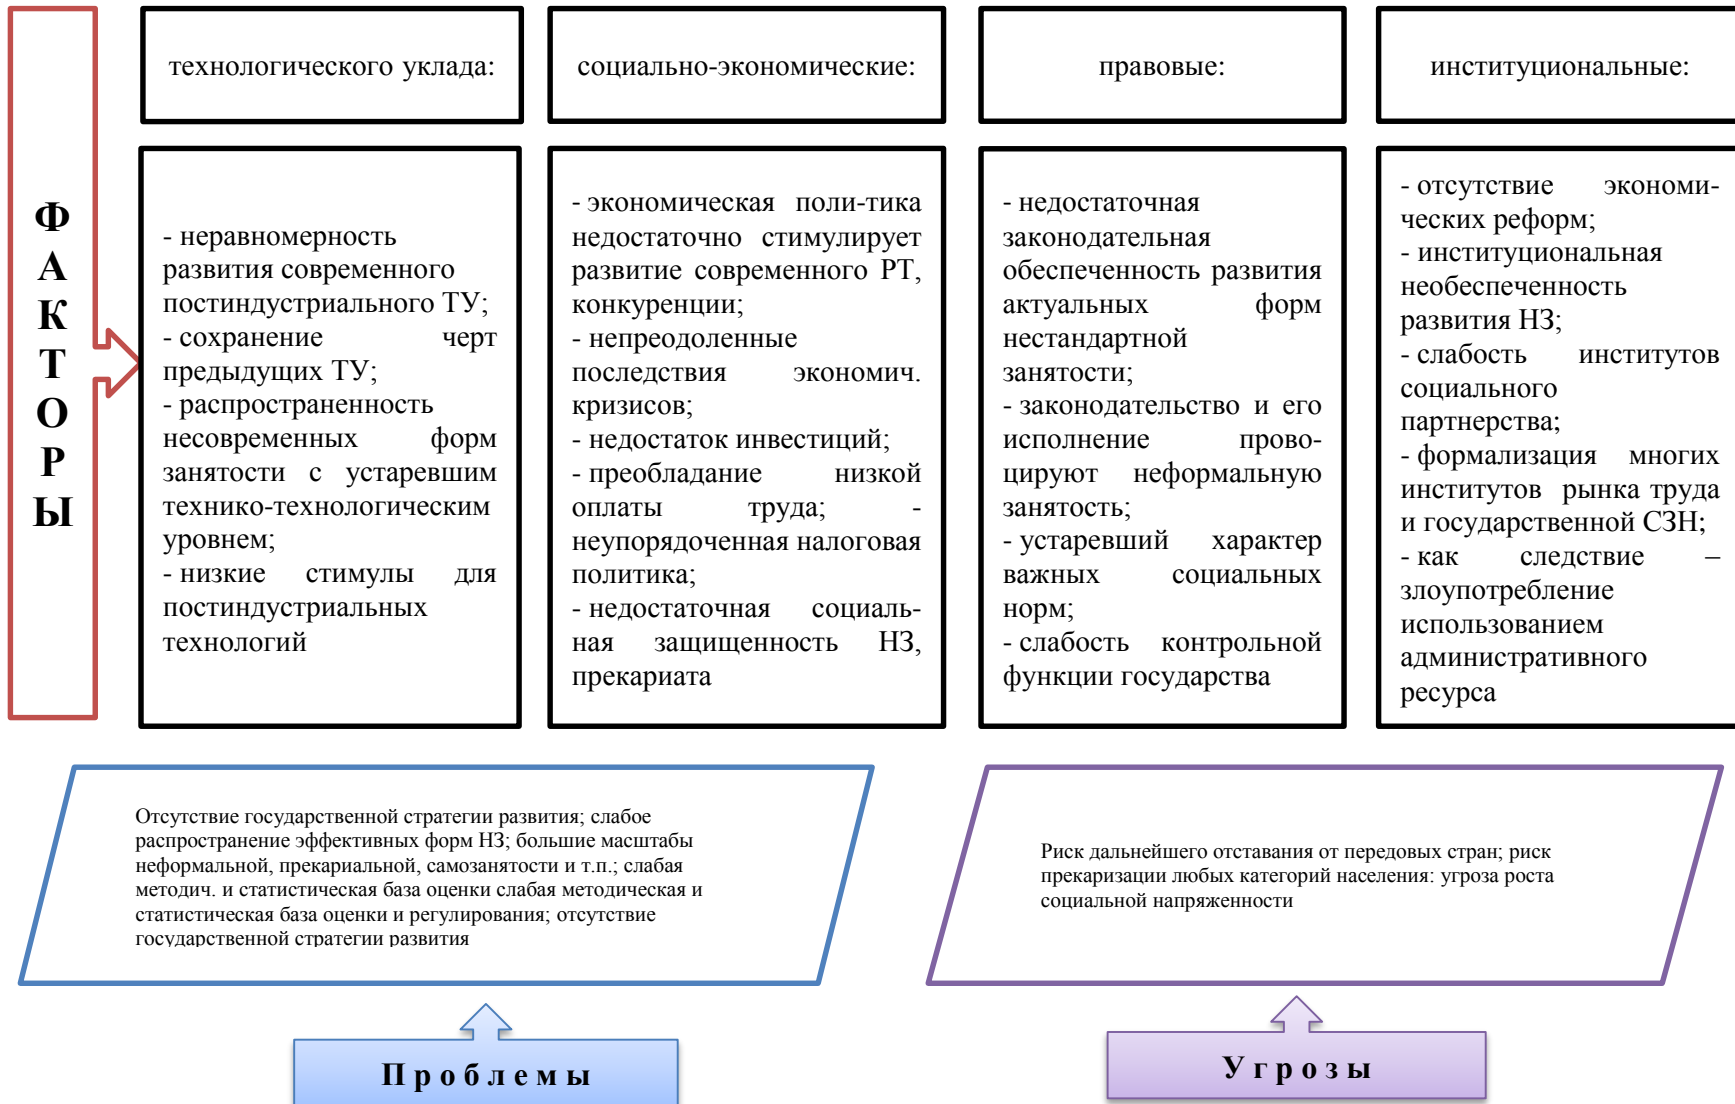 ФАКТОРЫ
технологического уклада:
- неравномерность
развития современного
постиндустриального ТУ;
- сохранение черт
предыдущих ТУ;
- распространенность
несовременных форм
занятости с устаревшим
технико-технологическим
уровнем;
- низкие стимулы для
постиндустриальных
технологий
социально-экономические:
- экономическая поли-тика
недостаточно стимулирует
развитие современного РТ,
конкуренции;
- непреодоленные
последствия экономич.
кризисов;
- недостаток инвестиций;
- преобладание низкой
оплаты труда; -
неупорядоченная налоговая
политика;
- недостаточная социаль-
ная защищенность НЗ,
прекариата
правовые:
- недостаточная
законодательная
обеспеченность развития
актуальных форм
нестандартной
занятости;
- законодательство и его
исполнение прово-
цируют неформальную
занятость;
- устаревший характер
важных социальных
норм;
- слабость контрольной
функции государства
институциональные:
- отсутствие экономи-
ческих реформ;
- институциональная
необеспеченность
развития НЗ;
- слабость институтов
социального
партнерства;
- формализация многих
институтов рынка труда
и государственной СЗН;
- как следствие –
злоупотребление
использованием
административного
ресурса
Отсутствие государственной стратегии развития; слабое
распространение эффективных форм НЗ; большие масштабы
неформальной, прекариальной, самозанятости и т.п.; слабая
методич. и статистическая база оценки слабая методическая и
статистическая база оценки и регулирования; отсутствие
государственной стратегии развития
Проблемы
Риск дальнейшего отставания от передовых стран; риск
прекаризации любых категорий населения: угроза роста
социальной напряженности
Угрозы